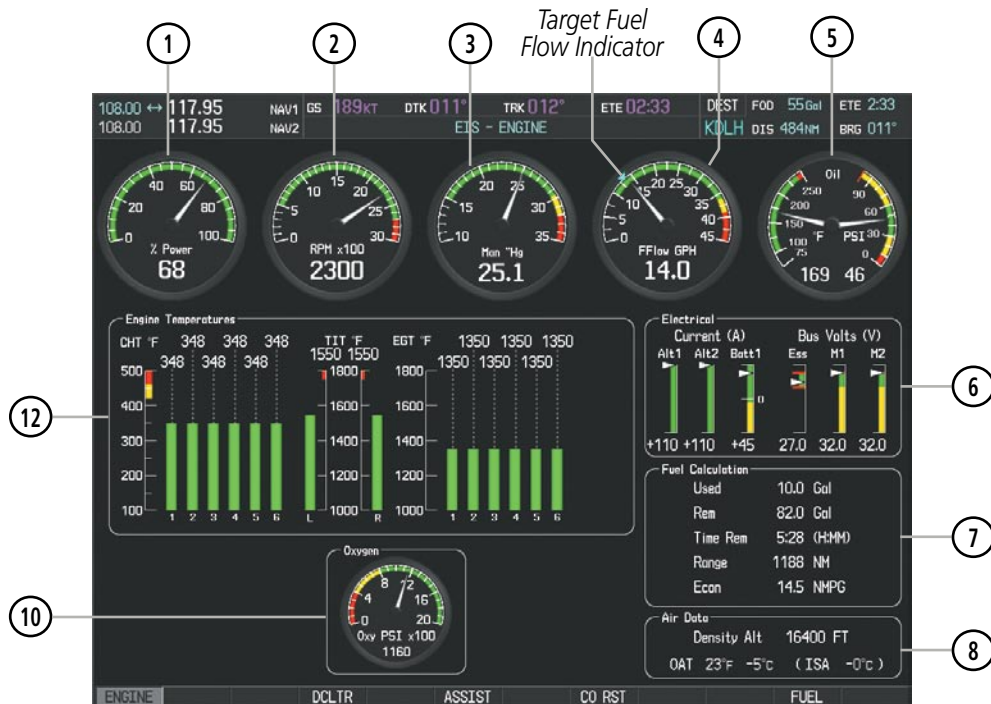 Target Fuel
Flow Indicator
1 2 3 4 5
108.00 ↔ 117.95 NAV1 GS 189KT DTK 011° TRK 012° ETE 02:33 DEST FOD 55Gal ETE 2:33
108.00 117.95 NAV2 EIS - ENGINE KDLH DIS 484NM BRG 011°
0 20 40 60 80 100
% Power
68
0 5 10 15 20 25 30
RPM x100
2300
10 15 20 25 30 35
Man "Hg
25.1
0 5 10 15 20 25 30 35 40 45
FFlow GPH
14.0
Oil
250 200 150 100 75
°F
90 60 30 0
PSI
169 46
Engine Temperatures
CHT °F TIT °F EGT °F
348 348 348 348 348 348
1550 1550
1350 1350 1350 1350 1350 1350
500 400 300 200 100
1 2 3 4 5 6
1800 1600 1400 1200 1000
L R
1800 1600 1400 1200 1000
1 2 3 4 5 6
12
Electrical
Current (A) Bus Volts (V)
Alt1 Alt2 Batt1 Ess M1 M2
0
+110 +110 +45 27.0 32.0 32.0
6
Fuel Calculation
Used 10.0 Gal
Rem 82.0 Gal
Time Rem 5:28 (H:MM)
Range 1188 NM
Econ 14.5 NMPG
7
Oxygen
0 4 8 12 16 20
Oxy PSI x100
1160
10
Air Data
Density Alt 16400 FT
OAT 23°F -5°C (ISA -0°C)
8
ENGINE DCLTR ASSIST CO RST FUEL